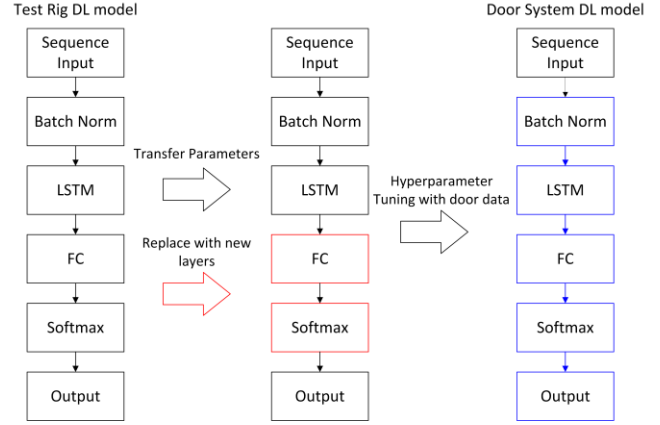 Test Rig DL model
Sequence
Input
Batch Norm
LSTM
FC
Softmax
Output
Transfer Parameters
Replace with new
layers
Sequence
Input
Batch Norm
LSTM
FC
Softmax
Output
Hyperparameter
Tuning with door data
Door System DL model
Sequence
Input
Batch Norm
LSTM
FC
Softmax
Output